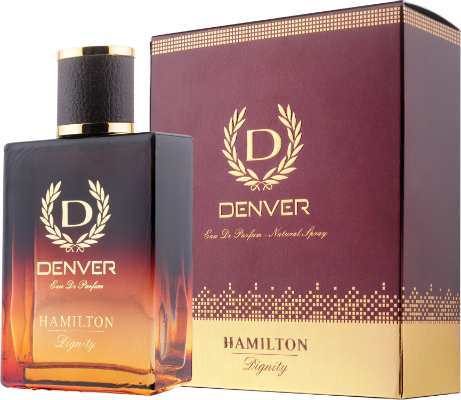 D
DENVER
Eau De Parfum
HAMILTON
Dignity
D
DENVER
Eau De Parfum - Natural Spray
HAMILTON
Dignity